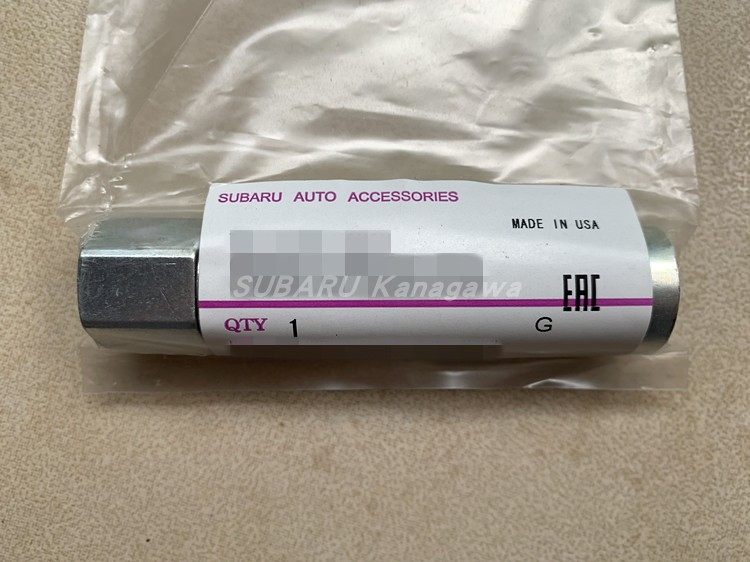 SUBARU AUTO ACCESSORIES
MADE IN USA
SUBARU Kanagawa
EAC
QTY 1 G